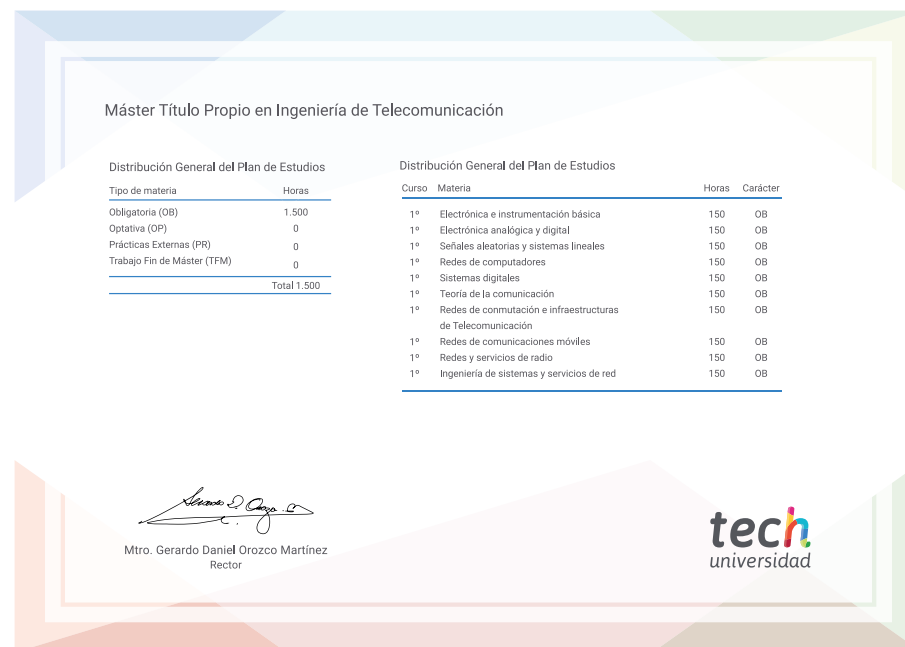 Máster Título Propio en Ingeniería de Telecomunicación
Distribución General del Plan de Estudios
Tipo de materia Horas
Obligatoria (OB) 1.500
Optativa (OP) 0
Prácticas Externas (PR) 0
Trabajo Fin de Máster (TFM) 0
Total 1.500
Distribución General del Plan de Estudios
Curso Materia Horas Carácter
1º Electrónica e instrumentación básica 150 OB
1º Electrónica analógica y digital 150 OB
1º Señales aleatorias y sistemas lineales 150 OB
1º Redes de computadores 150 OB
1º Sistemas digitales 150 OB
1º Teoría de la comunicación 150 OB
1º Redes de conmutación e infraestructuras 150 OB
de Telecomunicación
1º Redes de comunicaciones móviles 150 OB
1º Redes y servicios de radio 150 OB
1º Ingeniería de sistemas y servicios de red 150 OB
Mtro. Gerardo Daniel Orozco Martínez
Rector
tech
universidad